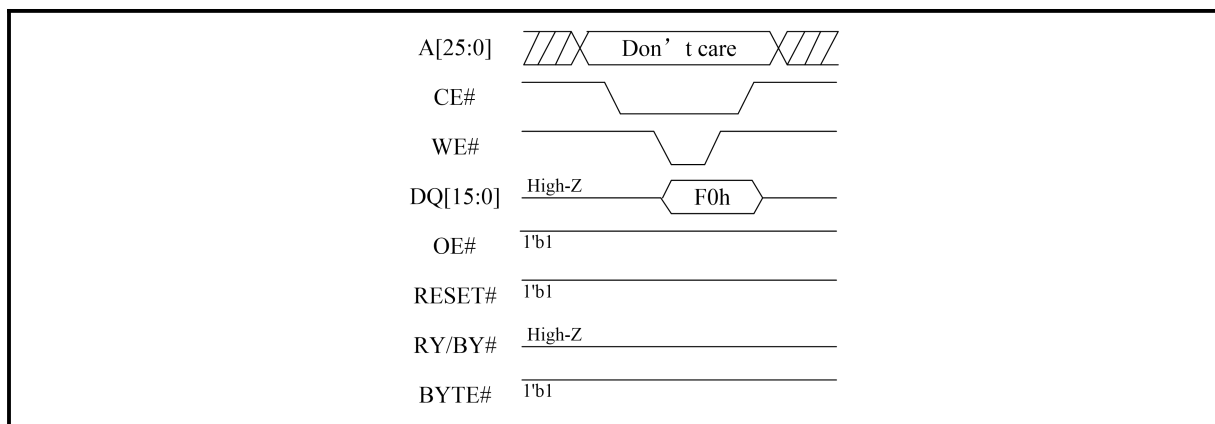 A[25:0] Don’t care
CE#
WE#
DQ[15:0] High-Z F0h
OE# 1'b1
RESET# 1'b1
RY/BY# High-Z
BYTE# 1'b1